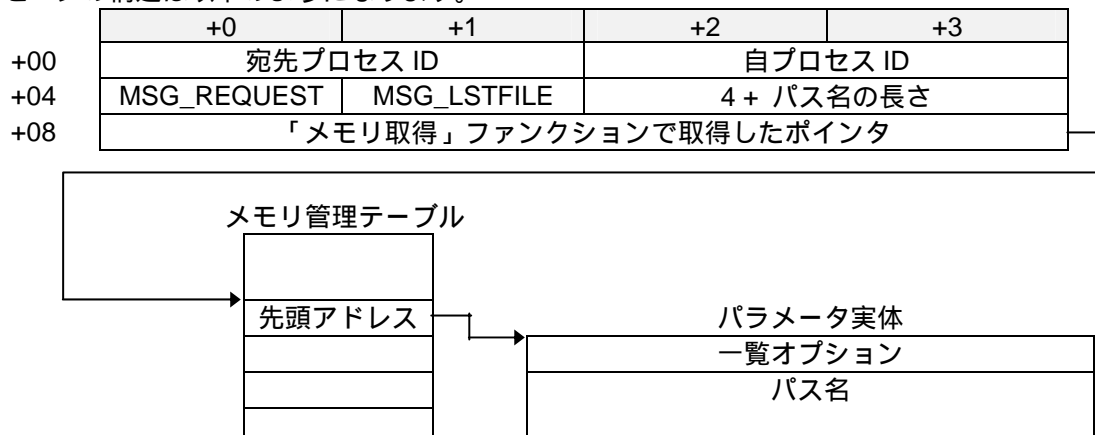 +0 +1 +2 +3
+00 宛先プロセス ID 自プロセス ID
+04 MSG_REQUEST MSG_LSTFILE 4 + パス名の長さ
+08 「メモリ取得」ファンクションで取得したポインタ
メモリ管理テーブル
先頭アドレス パラメータ実体
一覧オプション
パス名